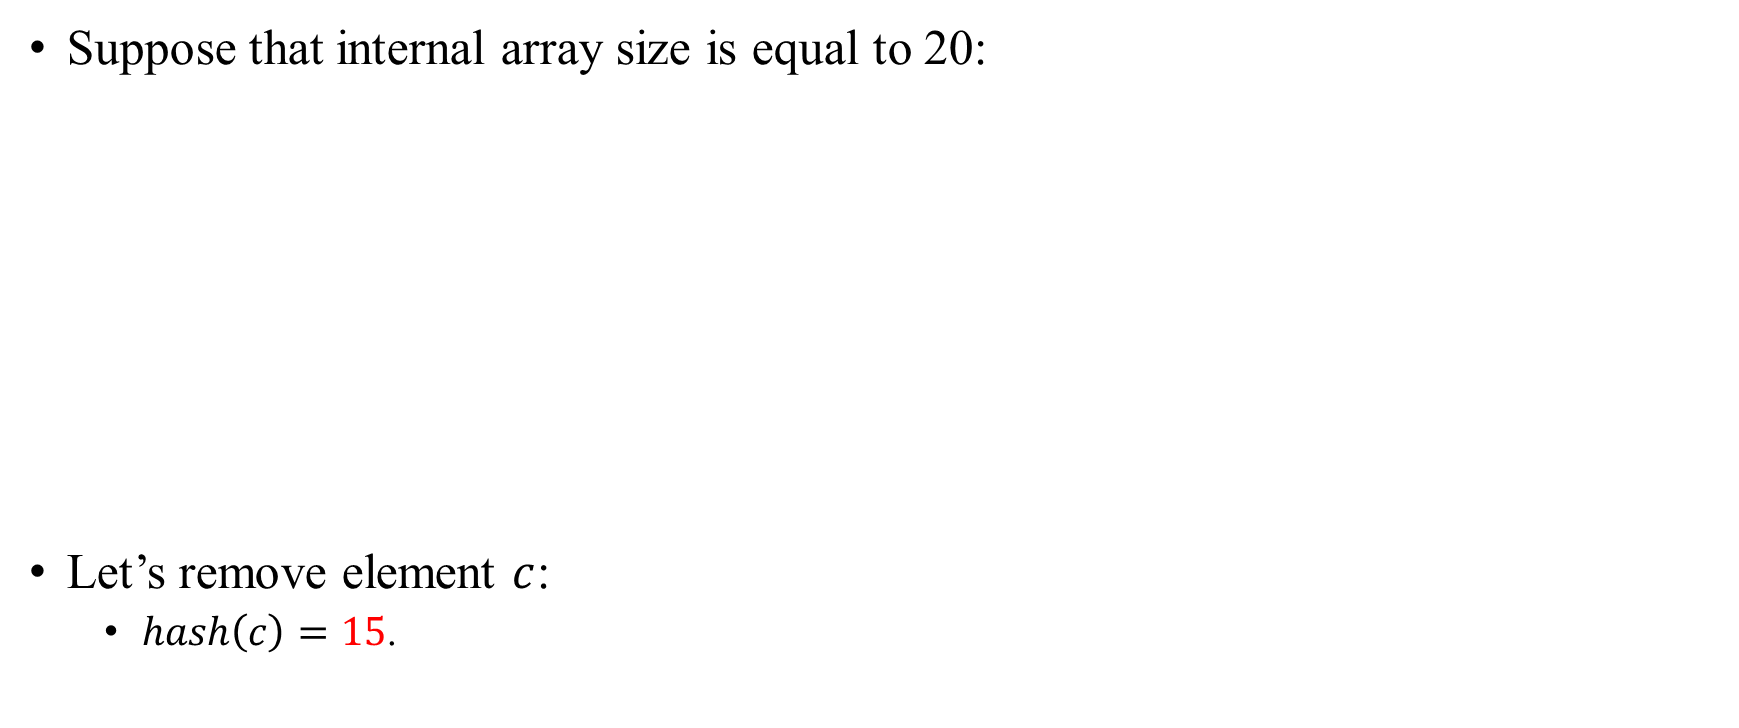 • Suppose that internal array size is equal to 20:
• Let’s remove element c:
• hash(c) = 15.